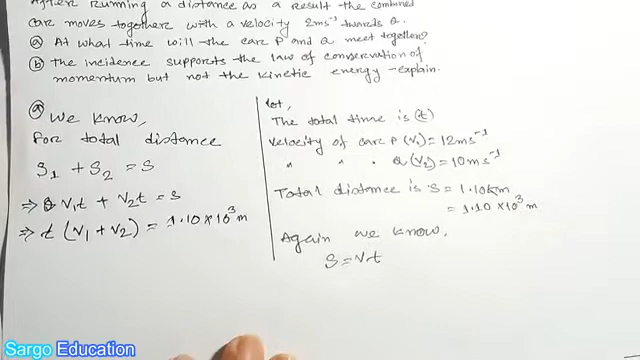 After running a distance as a result the combined
car moves together with a velocity 2ms⁻¹ towards Q.
ⓐ At what time will the car P and Q meet together?
ⓑ The incidence supports the law of conservation of
momentum but not the kinetic energy - explain.
ⓐ We know,
For total distance
S₁ + S₂ = S
⇒ V₁t + V₂t = S
⇒ t (V₁ + V₂) = 1.10 × 10³ m
let,
The total time is (t)
Velocity of car P (V₁) = 12ms⁻¹
" " " Q (V₂) = 10ms⁻¹
Total distance is S = 1.10km
= 1.10 × 10³ m
Again we know,
S = Vt
Sargo Education